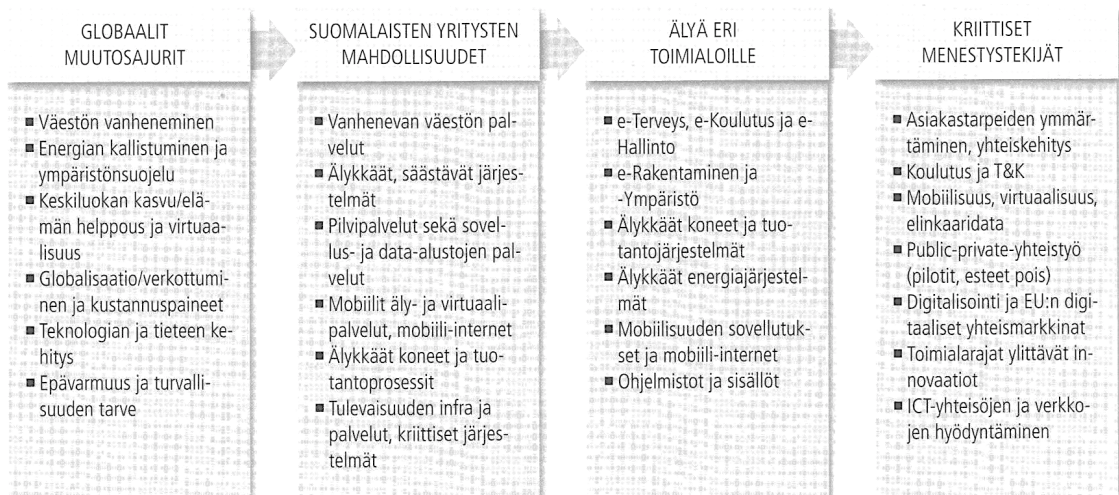 GLOBAALIT
MUUTOSAJURIT
■ Väestön vanheneminen
■ Energian kallistuminen ja
ympäristönsuojelu
■ Keskiluokan kasvu/elä-
män helppous ja virtuaa-
lisuus
■ Globalisaatio/verkottumi-
nen ja kustannuspaineet
■ Teknologian ja tieteen ke-
hitys
■ Epävarmuus ja turvalli-
suuden tarve
SUOMALAISTEN YRITYSTEN
MAHDOLLISUUDET
■ Vanhenevan väestön pal-
velut
■ Älykkäät, säästävät järjes-
telmät
■ Pilvipalvelut sekä sovel-
lus- ja data-alustojen pal-
velut
■ Mobiilit äly- ja virtuaali-
palvelut, mobiili-internet
■ Älykkäät koneet ja tuo-
tantoprosessit
■ Tulevaisuuden infra ja
palvelut, kriittiset järjes-
telmät
ÄLYÄ ERI
TOIMIALOILLE
■ e-Terveys, e-Koulutus ja e-
Hallinto
■ e-Rakentaminen ja
-Ympäristö
■ Älykkäät koneet ja tuo-
tantojärjestelmät
■ Älykkäät energiajärjestel-
mät
■ Mobiilisuuden sovellutuk-
set ja mobiili-internet
■ Ohjelmistot ja sisällöt
KRIITTISET
MENESTYSTEKIJÄT
■ Asiakastarpeiden ymmär-
täminen, yhteiskehitys
■ Koulutus ja T&K
■ Mobiilisuus, virtuaalisuus,
elinkaaridata
■ Public-private-yhteistyö
(pilotit, esteet pois)
■ Digitalisointi ja EU:n digi-
taaliset yhteismarkkinat
■ Toimialarajat ylittävät in-
novaatiot
■ ICT-yhteisöjen ja verkko-
jen hyödyntäminen